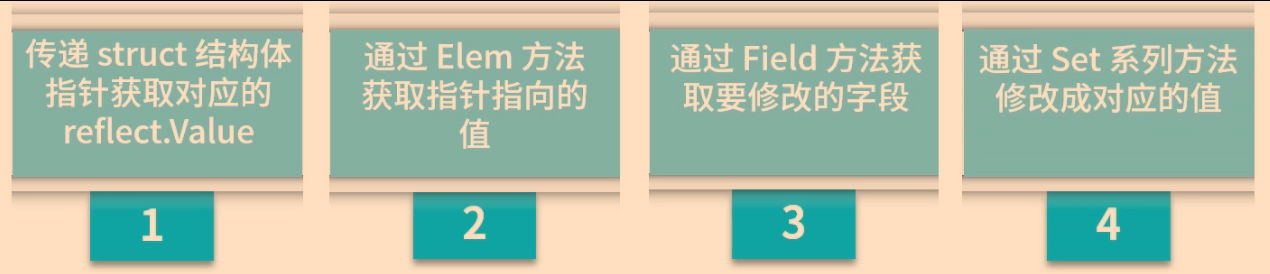 传递 struct 结构体
指针获取对应的
reflect.Value
1
通过 Elem 方法
获取指针指向的
值
2
通过 Field 方法获
取要修改的字段
3
通过 Set 系列方法
修改成对应的值
4